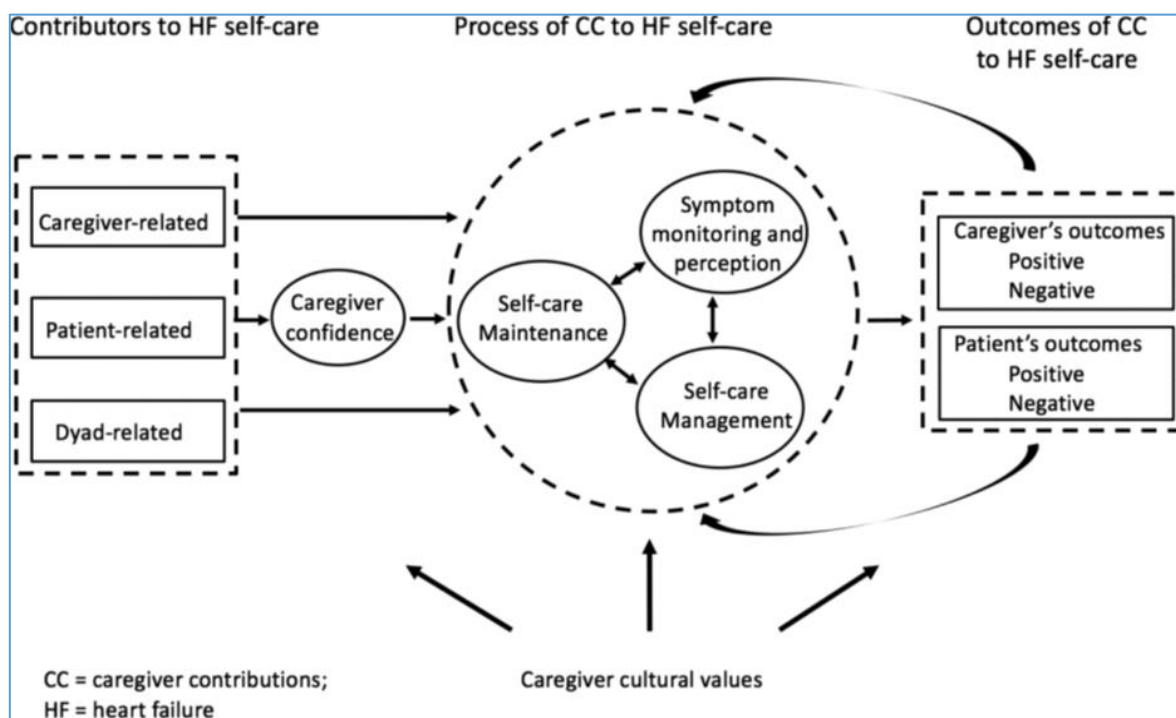 Contributors to HF self-care
Process of CC to HF self-care
Outcomes of CC
to HF self-care
Caregiver-related
Patient-related
Dyad-related
Caregiver
confidence
Self-care
Maintenance
Symptom
monitoring and
perception
Self-care
Management
Caregiver's outcomes
Positive
Negative
Patient's outcomes
Positive
Negative
CC = caregiver contributions;
HF = heart failure
Caregiver cultural values